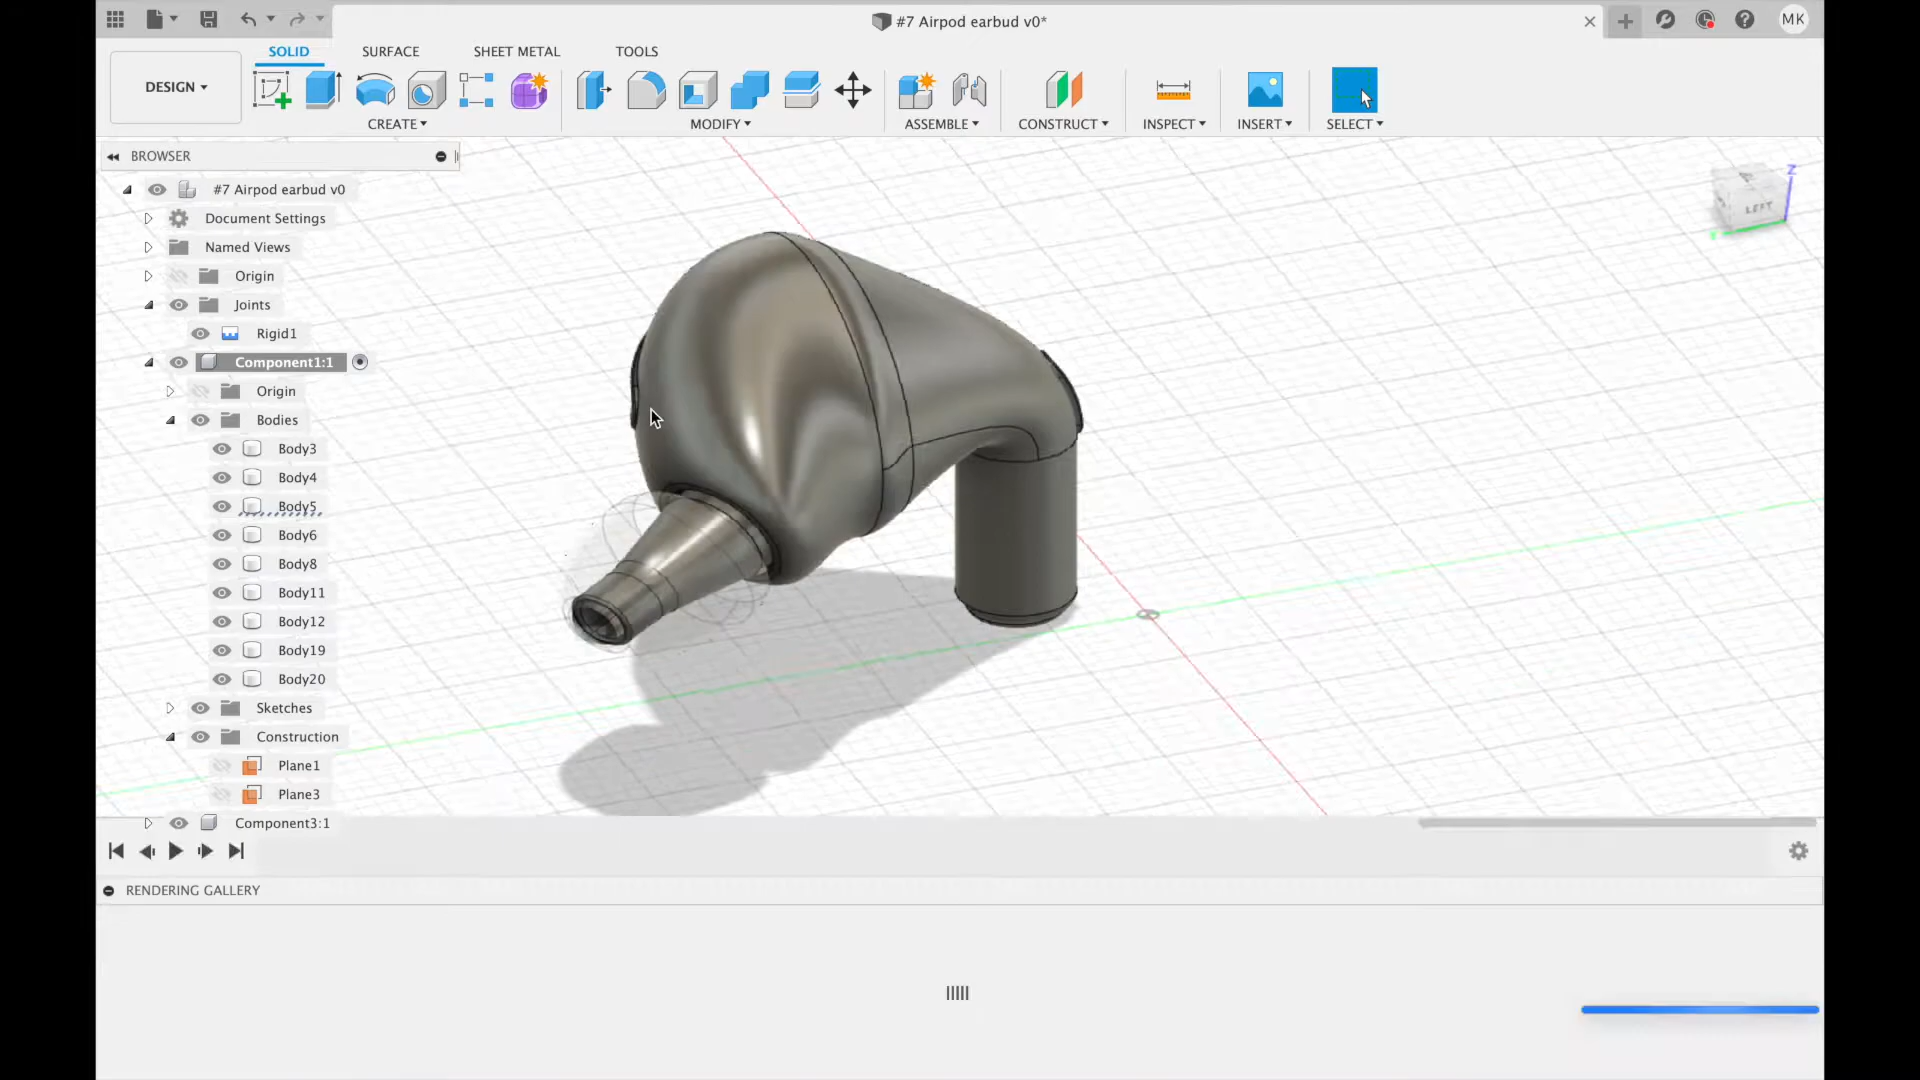 #7 Airpod earbud v0*
MK
DESIGN
SOLID
SURFACE
SHEET METAL
TOOLS
CREATE
MODIFY
ASSEMBLE
CONSTRUCT
INSPECT
INSERT
SELECT
BROWSER
#7 Airpod earbud v0
Document Settings
Named Views
Origin
Joints
Rigid1
Component1:1
Origin
Bodies
Body3
Body4
Body5
Body6
Body8
Body11
Body12
Body19
Body20
Sketches
Construction
Plane1
Plane3
Component3:1
Z
LEFT
RENDERING GALLERY